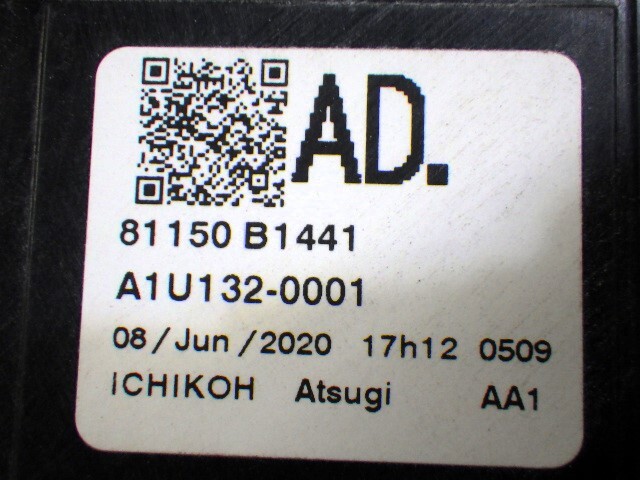 AD.
81150 B1441
A1U132-0001
08/Jun/2020 17h12 0509
ICHIKOH Atsugi AA1